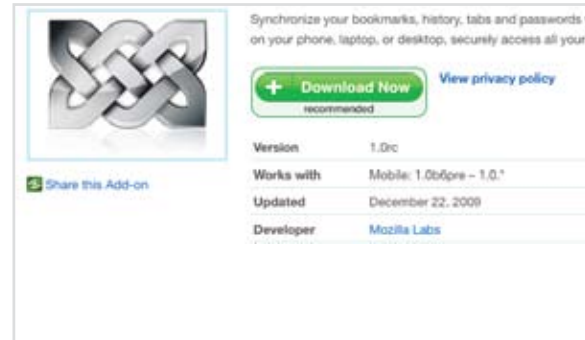 Synchronize your bookmarks, history, tabs and passwords
on your phone, laptop, or desktop, securely access all your
Download Now
recommended
View privacy policy
Version 1.0rc
Works with Mobile: 1.0b6pre – 1.0.*
Updated December 22, 2009
Developer Mozilla Labs
Share this Add-on